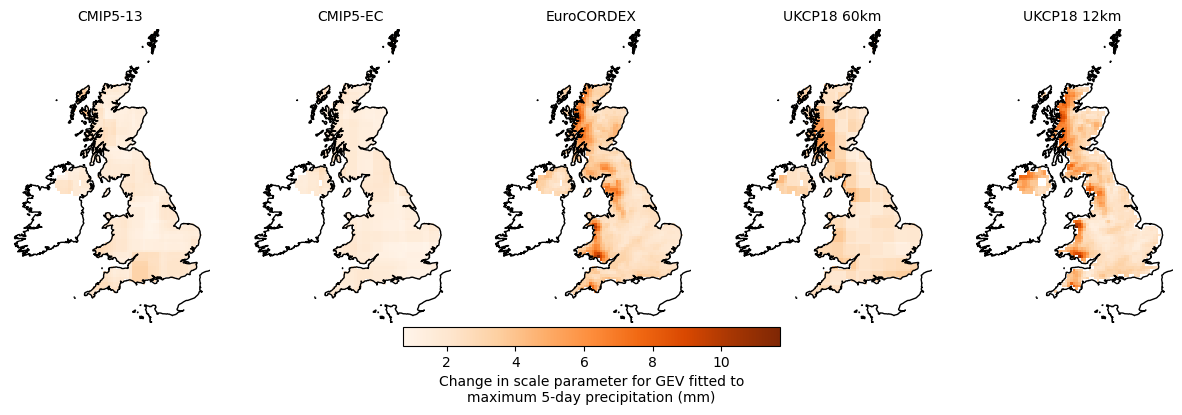 CMIP5-13
CMIP5-EC
EuroCORDEX
UKCP18 60km
UKCP18 12km
2 4 6 8 10
Change in scale parameter for GEV fitted to
maximum 5-day precipitation (mm)